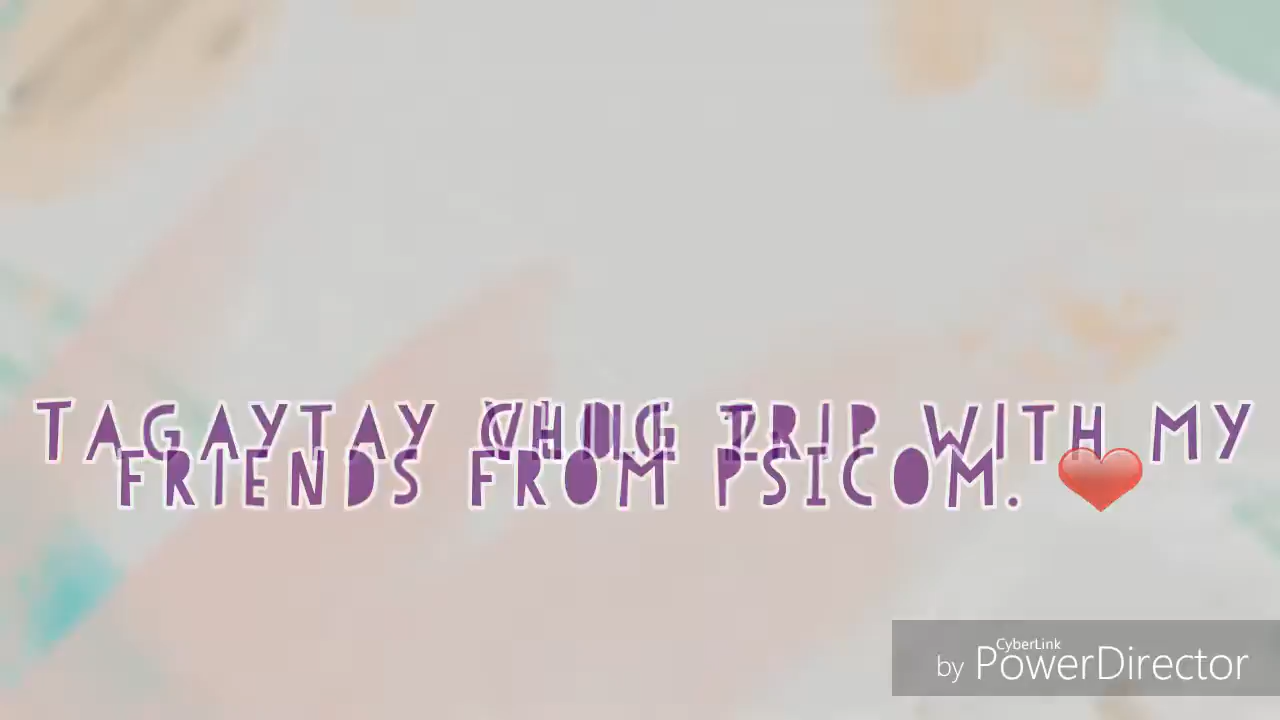 TAGAYTAY TRIP WITH MY
FRIENDS FROM PSICOM. ❤
CyberLink
by PowerDirector